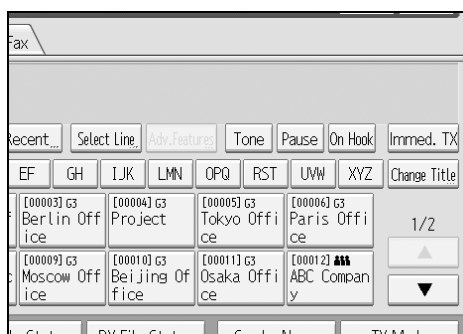 Fax
Recent Select Line Adv.Features Tone Pause On Hook Immed. TX
EF GH IJK LMN OPQ RST UVW XYZ Change Title
[00003] G3 [00004] G3 [00005] G3 [00006] G3
Berlin Off Project Tokyo Offi Paris Offi
ice ce ce
1/2
[00009] G3 [00010] G3 [00011] G3 [00012]
Moscow Off Beijing Of Osaka Offi ABC Compan
ice fice ce y